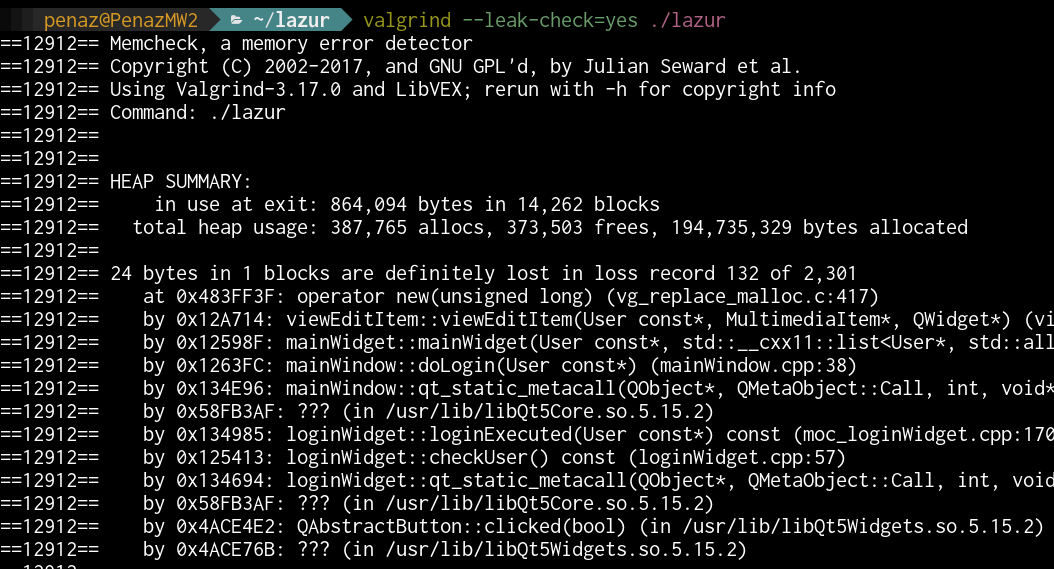 penaz@PenazMW2 ~/lazur valgrind --leak-check=yes ./lazur
==12912== Memcheck, a memory error detector
==12912== Copyright (C) 2002-2017, and GNU GPL'd, by Julian Seward et al.
==12912== Using Valgrind-3.17.0 and LibVEX; rerun with -h for copyright info
==12912== Command: ./lazur
==12912==
==12912==
==12912== HEAP SUMMARY:
==12912==     in use at exit: 864,094 bytes in 14,262 blocks
==12912==   total heap usage: 387,765 allocs, 373,503 frees, 194,735,329 bytes allocated
==12912==
==12912== 24 bytes in 1 blocks are definitely lost in loss record 132 of 2,301
==12912==    at 0x483FF3F: operator new(unsigned long) (vg_replace_malloc.c:417)
==12912==    by 0x12A714: viewEditItem::viewEditItem(User const*, MultimediaItem*, QWidget*) (vi
==12912==    by 0x12598F: mainWidget::mainWidget(User const*, std::__cxx11::list<User*, std::all
==12912==    by 0x1263FC: mainWindow::doLogin(User const*) (mainWindow.cpp:38)
==12912==    by 0x134E96: mainWindow::qt_static_metacall(QObject*, QMetaObject::Call, int, void*
==12912==    by 0x58FB3AF: ??? (in /usr/lib/libQt5Core.so.5.15.2)
==12912==    by 0x134985: loginWidget::loginExecuted(User const*) const (moc_loginWidget.cpp:170
==12912==    by 0x125413: loginWidget::checkUser() const (loginWidget.cpp:57)
==12912==    by 0x134694: loginWidget::qt_static_metacall(QObject*, QMetaObject::Call, int, void
==12912==    by 0x58FB3AF: ??? (in /usr/lib/libQt5Core.so.5.15.2)
==12912==    by 0x4ACE4E2: QAbstractButton::clicked(bool) (in /usr/lib/libQt5Widgets.so.5.15.2)
==12912==    by 0x4ACE76B: ??? (in /usr/lib/libQt5Widgets.so.5.15.2)